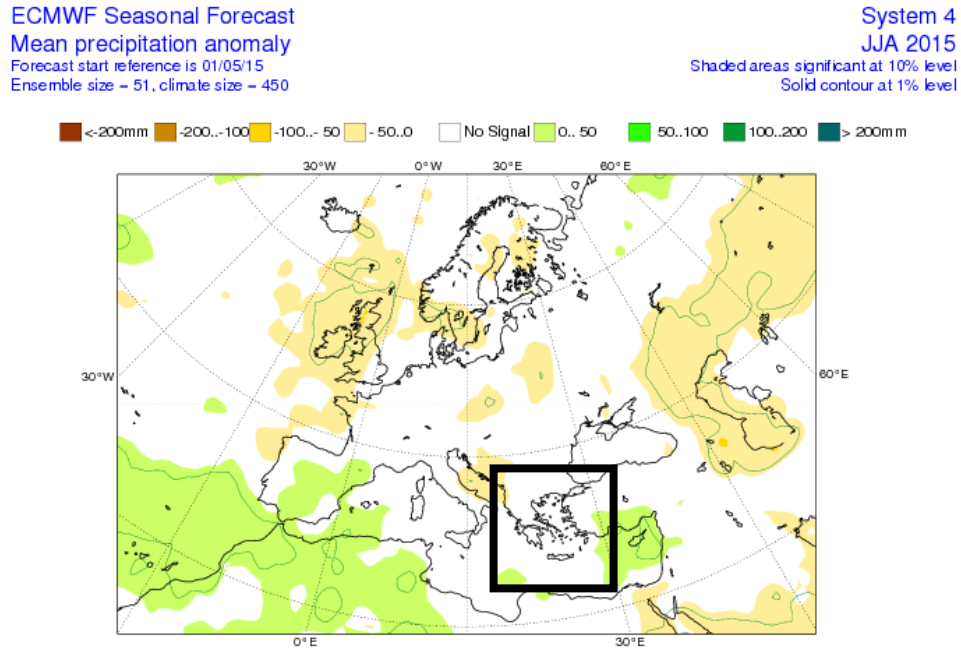 ECMWF Seasonal Forecast
System 4
Mean precipitation anomaly
JJA 2015
Forecast start reference is 01/05/15
Shaded areas significant at 10% level
Ensemble size = 51, climate size = 450
Solid contour at 1% level
<-200mm -200..-100 -100..- 50 - 50..0 No Signal 0.. 50 50..100 100..200 > 200mm
30°W 0°W 30°E 60°E
30°W
60°E
0°E 30°E